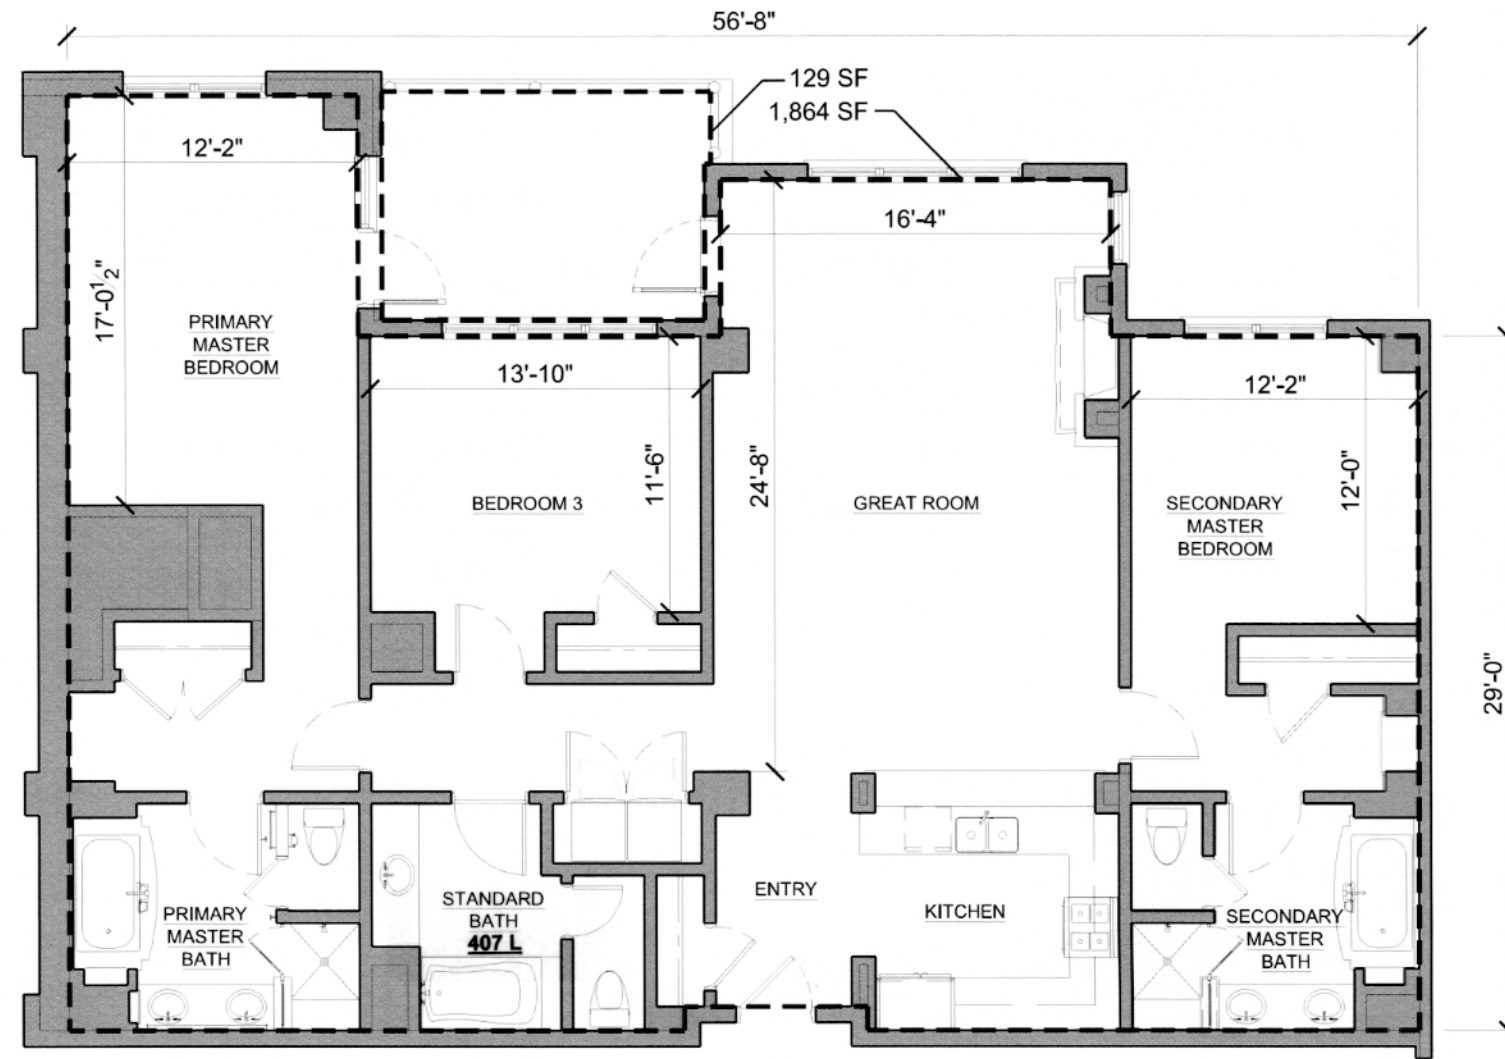 56'-8"
129 SF
1,864 SF
12'-2"
16'-4"
17'-0½"
PRIMARY
MASTER
BEDROOM
13'-10"
12'-2"
11'-6"
24'-8"
12'-0"
BEDROOM 3
GREAT ROOM
SECONDARY
MASTER
BEDROOM
29'-0"
ENTRY
KITCHEN
STANDARD
BATH
407 L
PRIMARY
MASTER
BATH
SECONDARY
MASTER
BATH